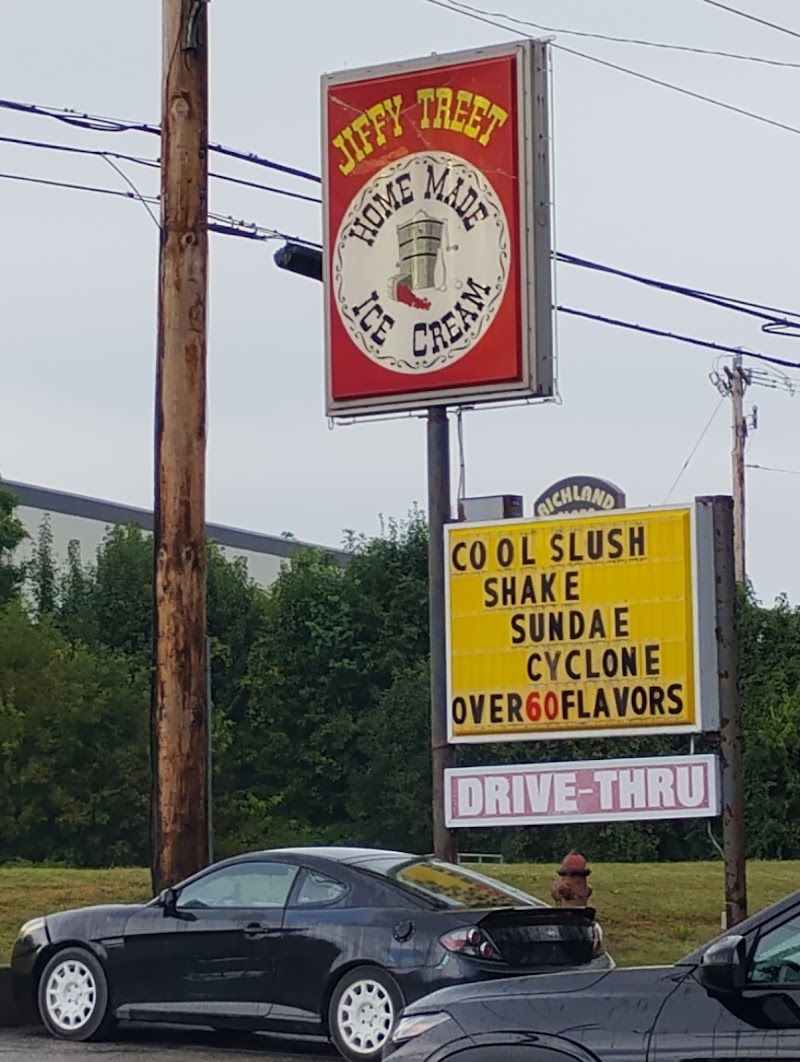 JIFFY TREET
HOME MADE
ICE CREAM
RICHLAND
COOL SLUSH
SHAKE
SUNDAE
CYCLONE
OVER 60 FLAVORS
DRIVE-THRU